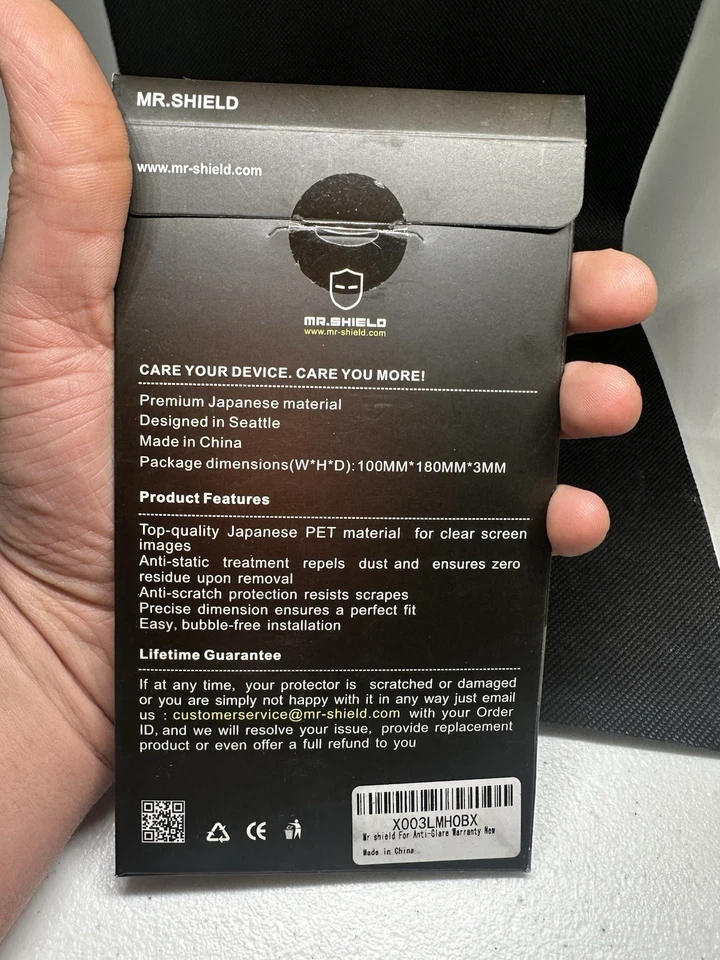 MR.SHIELD
www.mr-shield.com
MR.SHIELD
www.mr-shield.com
CARE YOUR DEVICE. CARE YOU MORE!
Premium Japanese material
Designed in Seattle
Made in China
Package dimensions(W*H*D):100MM*180MM*3MM
Product Features
Top-quality Japanese PET material for clear screen
images
Anti-static treatment repels dust and ensures zero
residue upon removal
Anti-scratch protection resists scrapes
Precise dimension ensures a perfect fit
Easy, bubble-free installation
Lifetime Guarantee
If at any time, your protector is scratched or damaged
or you are simply not happy with it in any way just email
us : customerservice@mr-shield.com with your Order
ID, and we will resolve your issue, provide replacement
product or even offer a full refund to you
CE
X003LMH0BX
Mr shield For Anti-Glare Warranty New
Made in China